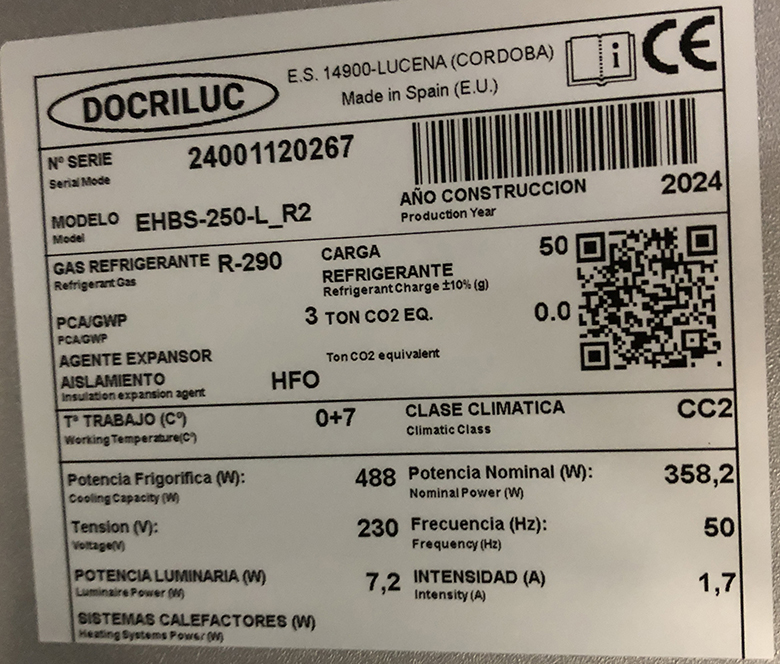 DOCRILUC
E.S. 14900-LUCENA (CORDOBA)
Made in Spain (E.U.)
i CE
Nº SERIE 24001120267
Serial Mode
AÑO CONSTRUCCION 2024
Production Year
MODELO EHBS-250-L_R2
Model
GAS REFRIGERANTE R-290
Refrigerant Gas
CARGA 50
REFRIGERANTE
Refrigerant Charge ±10% (g)
PCA/GWP 3 TON CO2 EQ. 0.0
PCA/GWP
Ton CO2 equivalent
AGENTE EXPANSOR
AISLAMIENTO HFO
Insulation expansion agent
Tª TRABAJO (Cº) 0+7 CLASE CLIMATICA CC2
Working Temperature(Cº) Climatic Class
Potencia Frigorifica (W): 488 Potencia Nominal (W): 358,2
Cooling Capacity (W) Nominal Power (W)
Tension (V): 230 Frecuencia (Hz): 50
Voltage(V) Frequency (Hz)
POTENCIA LUMINARIA (W) 7,2 INTENSIDAD (A) 1,7
Luminaire Power (W) Intensity (A)
SISTEMAS CALEFACTORES (W)
Heating Systems Power (W)